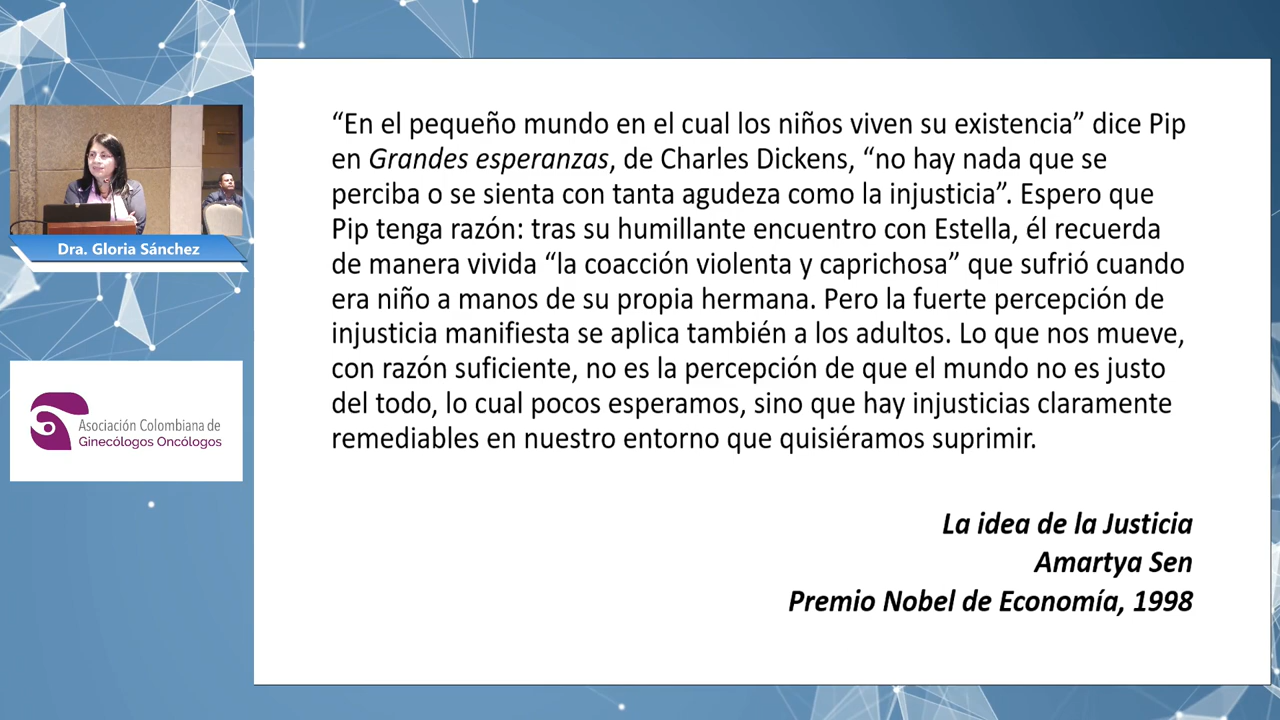 Dra. Gloria Sánchez
Asociación Colombiana de
Ginecólogos Oncólogos
“En el pequeño mundo en el cual los niños viven su existencia” dice Pip
en Grandes esperanzas, de Charles Dickens, “no hay nada que se
perciba o se sienta con tanta agudeza como la injusticia”. Espero que
Pip tenga razón: tras su humillante encuentro con Estella, él recuerda
de manera vivida “la coacción violenta y caprichosa” que sufrió cuando
era niño a manos de su propia hermana. Pero la fuerte percepción de
injusticia manifiesta se aplica también a los adultos. Lo que nos mueve,
con razón suficiente, no es la percepción de que el mundo no es justo
del todo, lo cual pocos esperamos, sino que hay injusticias claramente
remediables en nuestro entorno que quisiéramos suprimir.
La idea de la Justicia
Amartya Sen
Premio Nobel de Economía, 1998